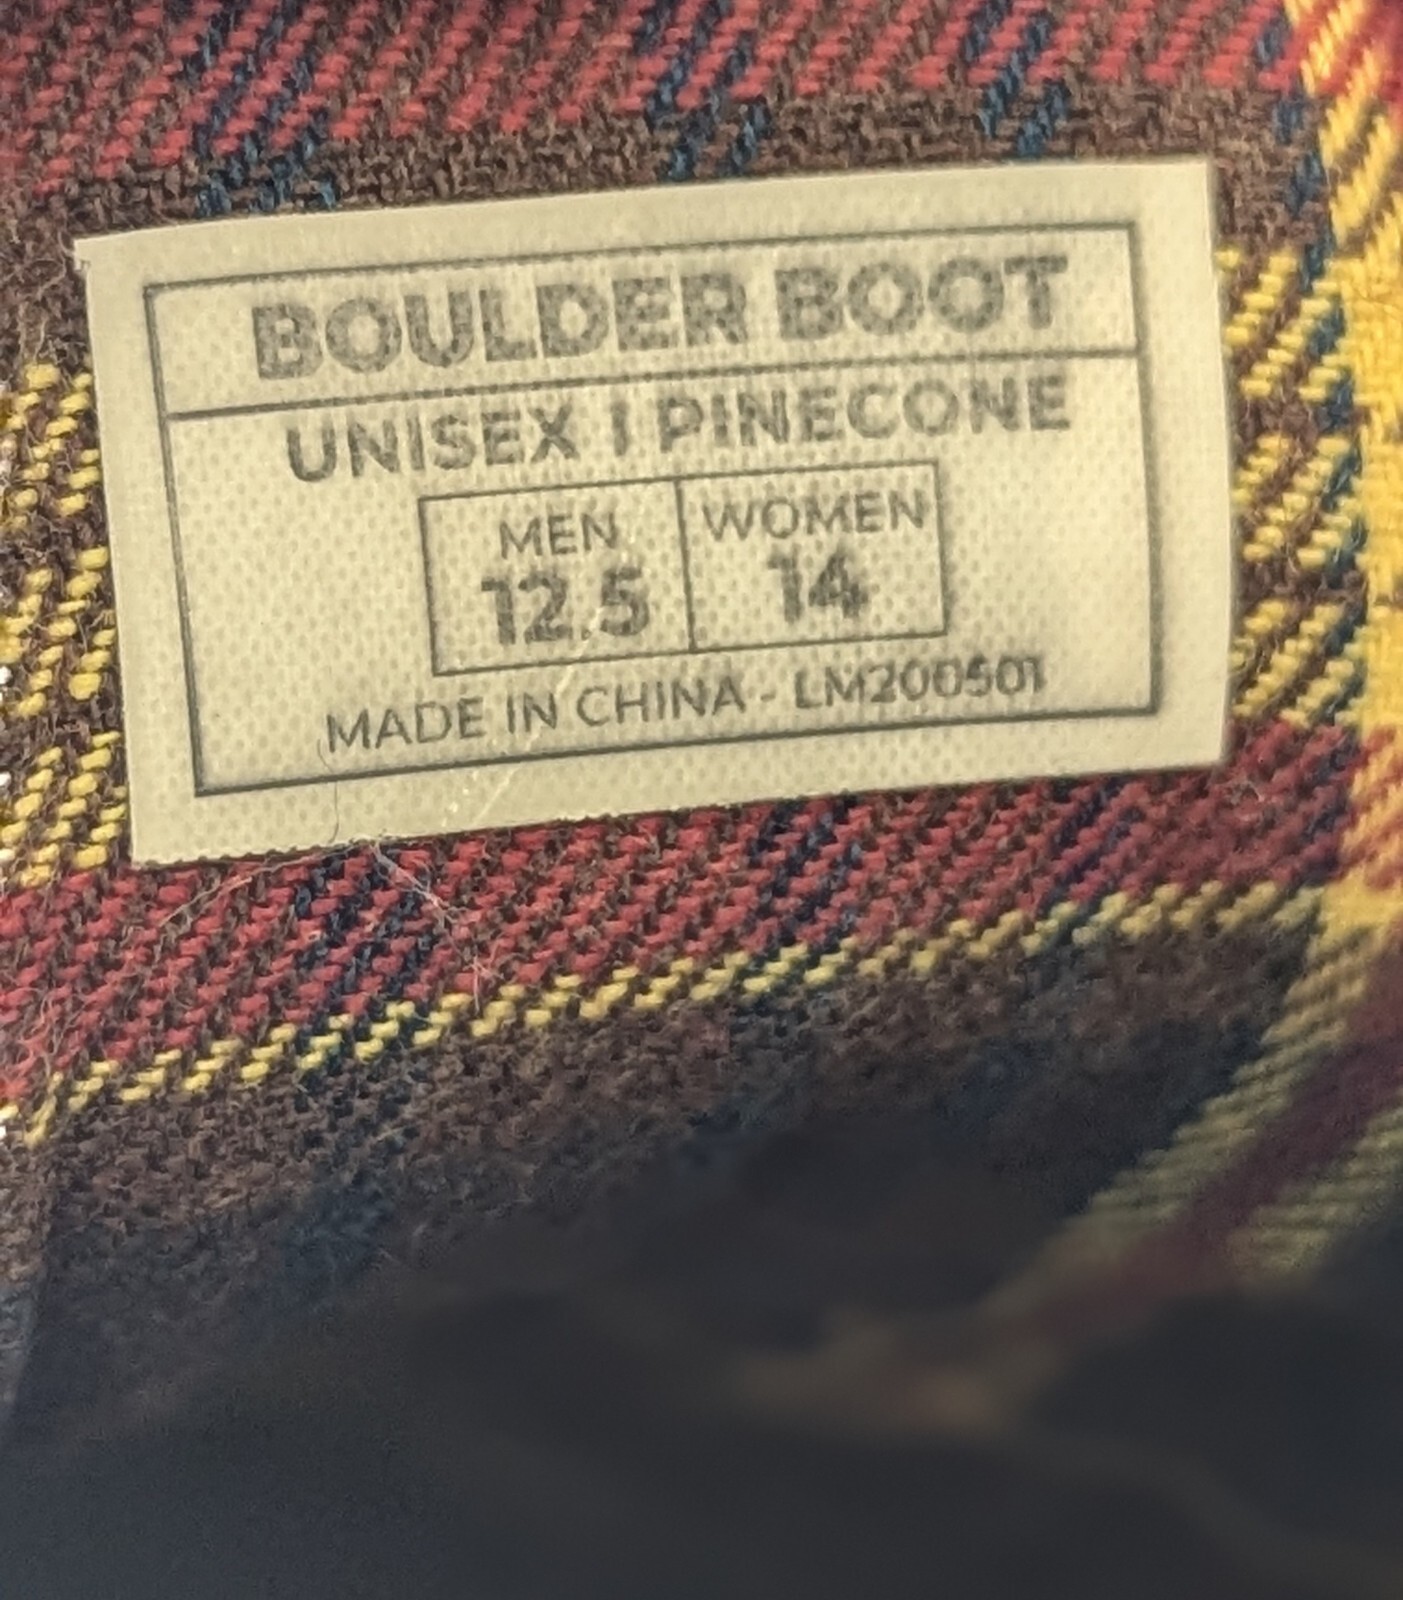 BOULDER BOOT
UNISEX | PINECONE
MEN WOMEN
12.5 14
MADE IN CHINA - LM200501